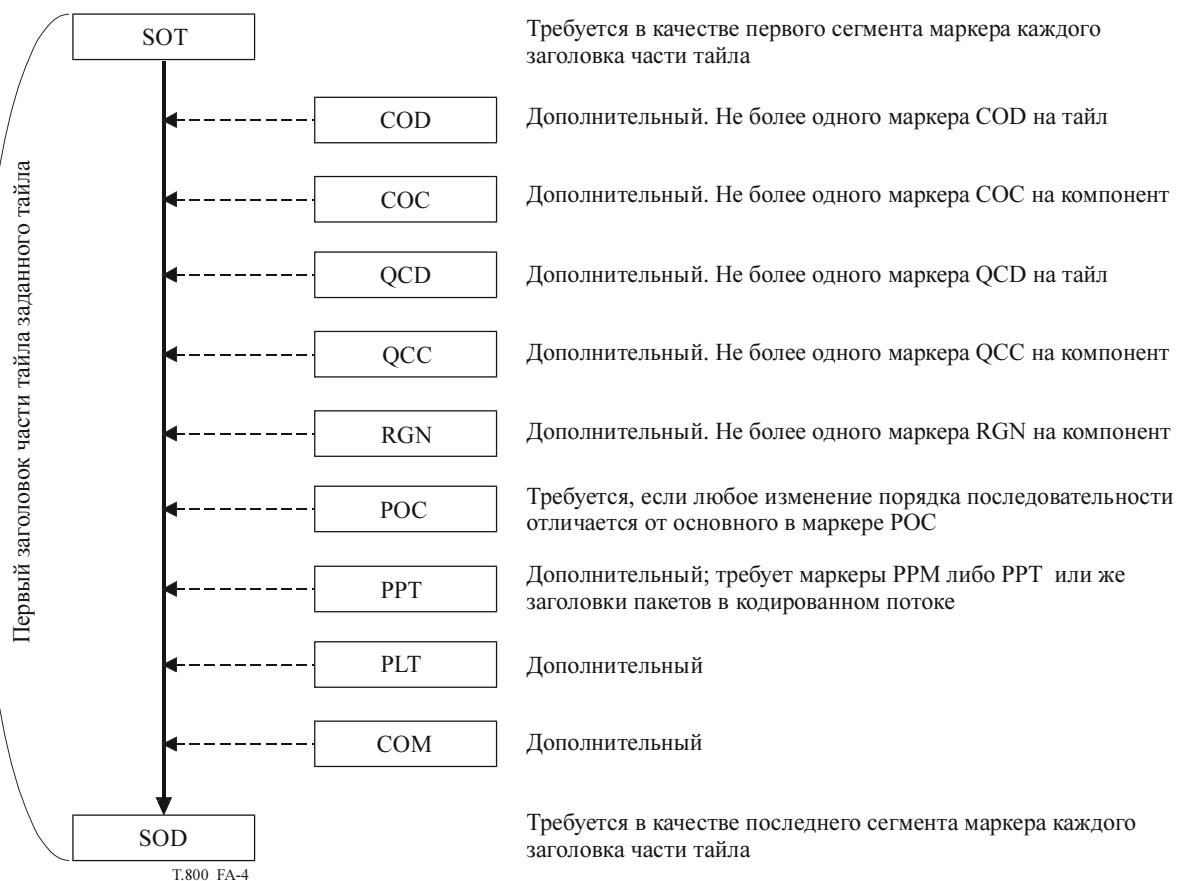 SOT
Требуется в качестве первого сегмента маркера каждого
заголовка части тайла
COD
Дополнительный. Не более одного маркера COD на тайл
COC
Дополнительный. Не более одного маркера COC на компонент
QCD
Дополнительный. Не более одного маркера QCD на тайл
QCC
Дополнительный. Не более одного маркера QCC на компонент
RGN
Дополнительный. Не более одного маркера RGN на компонент
POC
Требуется, если любое изменение порядка последовательности
отличается от основного в маркере POC
PPT
Дополнительный; требует маркеры PPM либо PPT или же
заголовки пакетов в кодированном потоке
PLT
Дополнительный
COM
Дополнительный
SOD
Требуется в качестве последнего сегмента маркера каждого
заголовка части тайла
T.800_FA-4
Первый заголовок части тайла заданного тайла